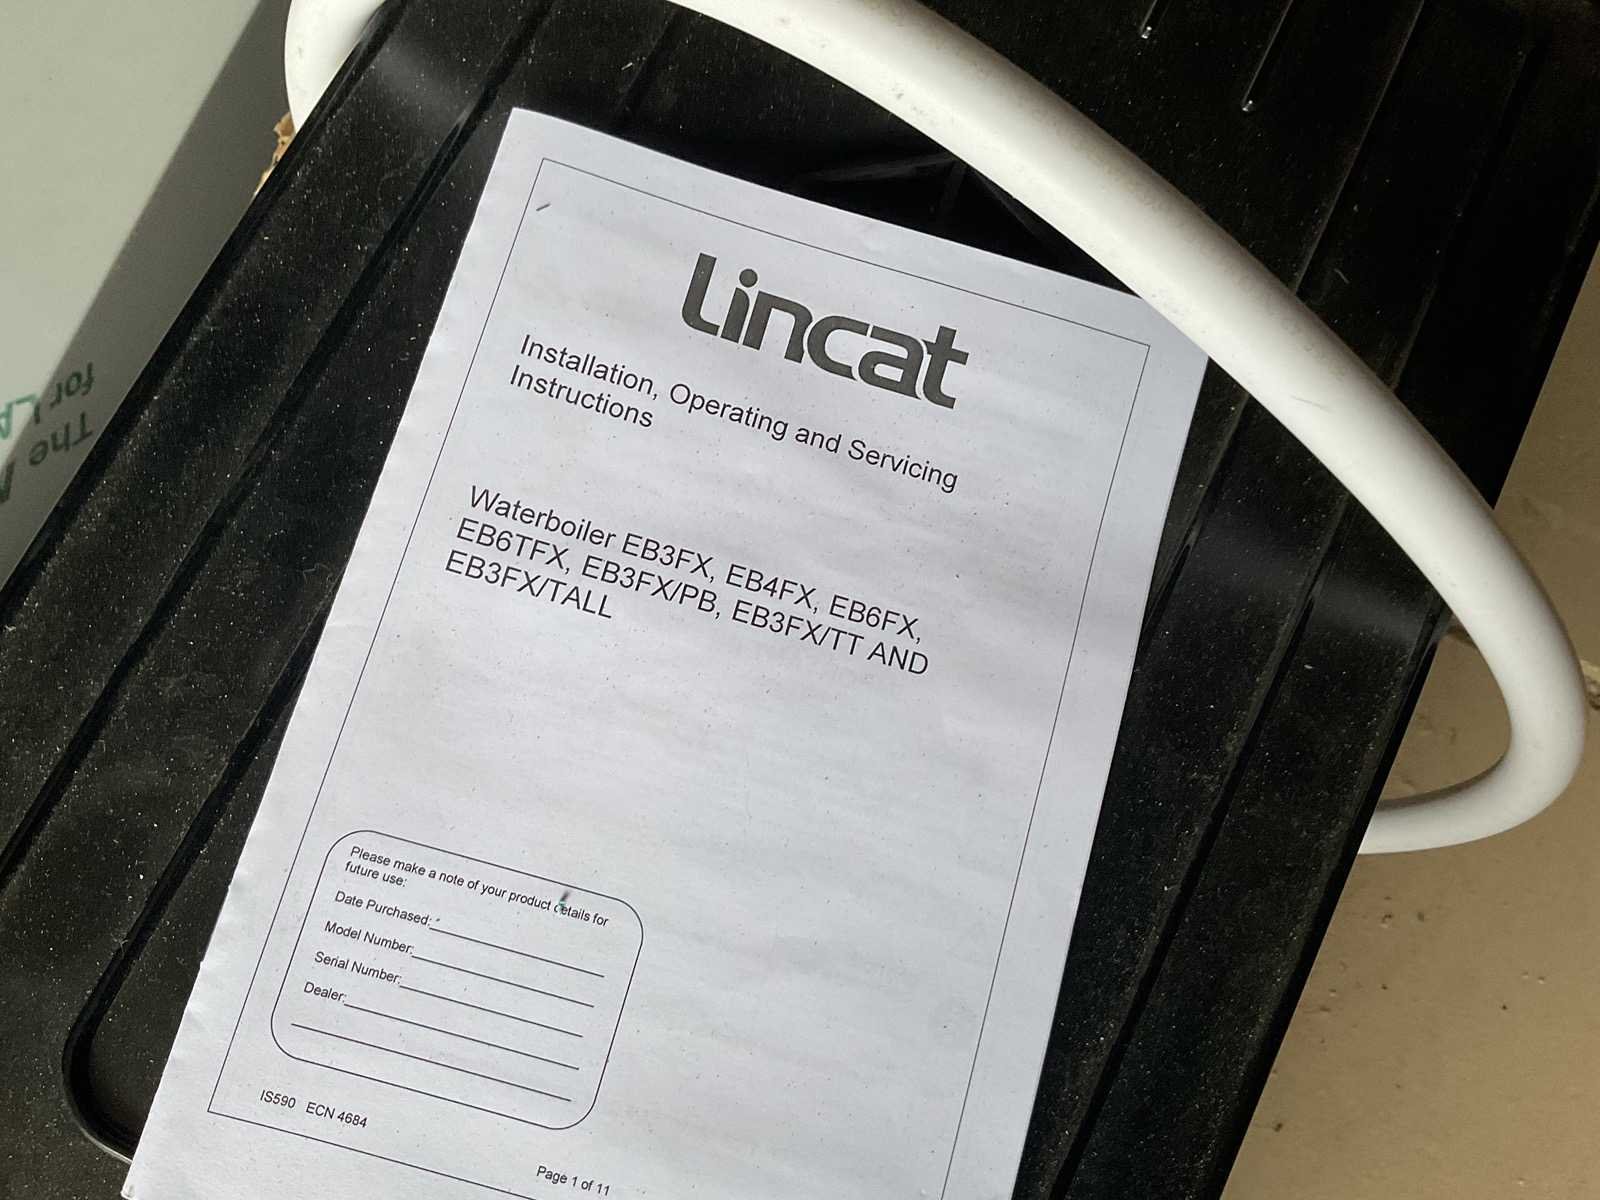 Lincat
Installation, Operating and Servicing
Instructions
Waterboiler EB3FX, EB4FX, EB6FX,
EB6TFX, EB3FX/PB, EB3FX/TT AND
EB3FX/TALL
Please make a note of your product details for
future use:
Date Purchased:
Model Number:
Serial Number:
Dealer:
IS590 ECN 4684
Page 1 of 11
The
for